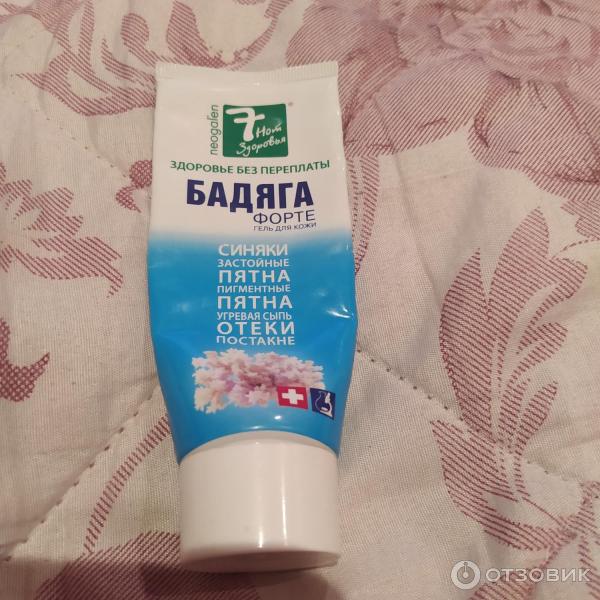 neogalen
7 Нот
Здоровья
®
ЗДОРОВЬЕ БЕЗ ПЕРЕПЛАТЫ
БАДЯГА
ФОРТЕ
ГЕЛЬ ДЛЯ КОЖИ
СИНЯКИ
ЗАСТОЙНЫЕ
ПЯТНА
ПИГМЕНТНЫЕ
ПЯТНА
УГРЕВАЯ СЫПЬ
ОТЕКИ
ПОСТАКНЕ
ОТЗОВИК